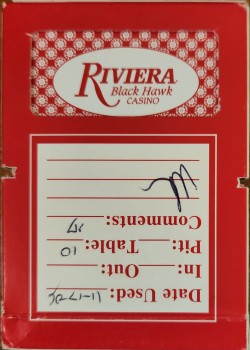 RIVIERA
Black Hawk
CASINO
Date Used:
In: Out:
Pit: Table: 10
Comments: